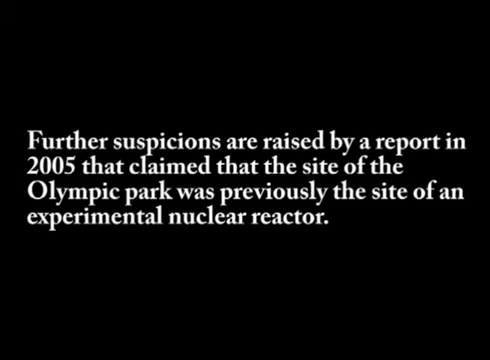 Further suspicions are raised by a report in
2005 that claimed that the site of the
Olympic park was previously the site of an
experimental nuclear reactor.